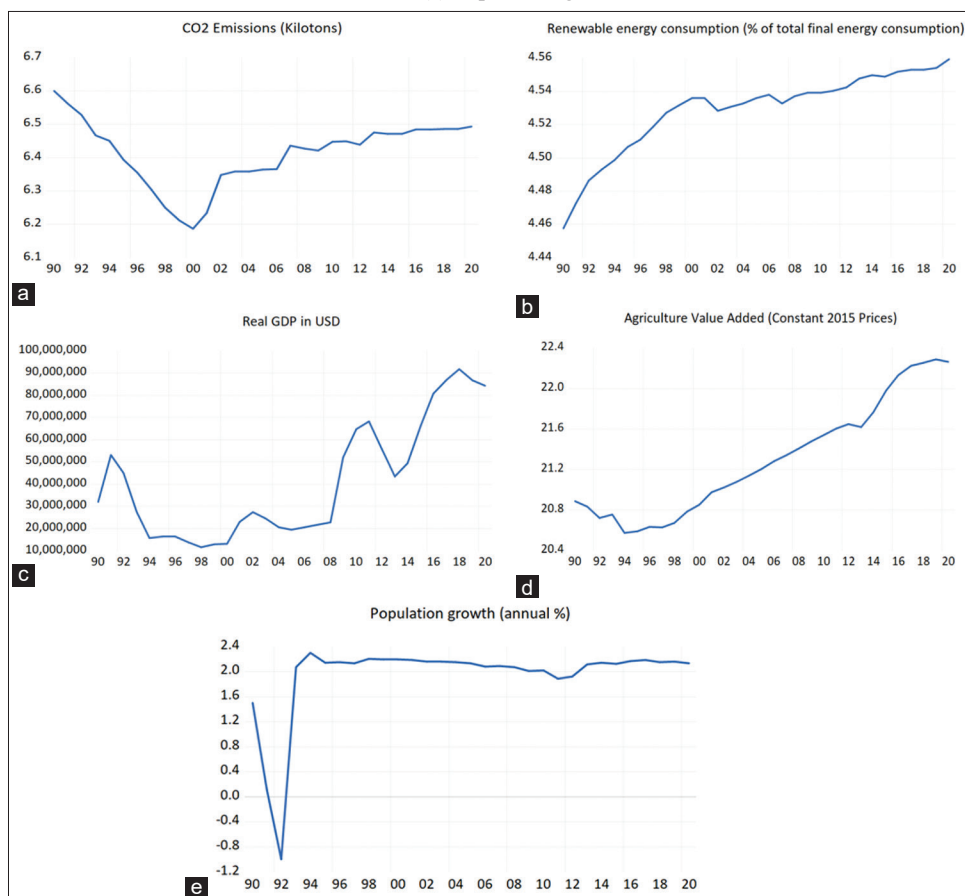 CO2 Emissions (Kilotons)
6.7
6.6
6.5
6.4
6.3
6.2
6.1
90 92 94 96 98 00 02 04 06 08 10 12 14 16 18 20
a
Renewable energy consumption (% of total final energy consumption)
4.56
4.54
4.52
4.50
4.48
4.46
4.44
90 92 94 96 98 00 02 04 06 08 10 12 14 16 18 20
b
Real GDP in USD
100,000,000
90,000,000
80,000,000
70,000,000
60,000,000
50,000,000
40,000,000
30,000,000
20,000,000
10,000,000
90 92 94 96 98 00 02 04 06 08 10 12 14 16 18 20
c
Agriculture Value Added (Constant 2015 Prices)
22.4
22.0
21.6
21.2
20.8
20.4
90 92 94 96 98 00 02 04 06 08 10 12 14 16 18 20
d
Population growth (annual %)
2.4
2.0
1.6
1.2
0.8
0.4
0.0
-0.4
-0.8
-1.2
90 92 94 96 98 00 02 04 06 08 10 12 14 16 18 20
e